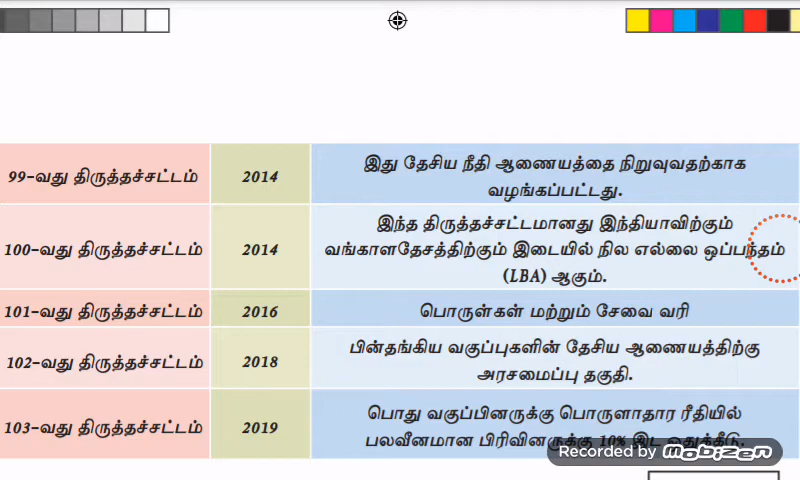 99-வது திருத்தச்சட்டம்
2014
இது தேசிய நீதி ஆணையத்தை நிறுவுவதற்காக
வழங்கப்பட்டது.
100-வது திருத்தச்சட்டம்
2014
இந்த திருத்தச்சட்டமானது இந்தியாவிற்கும்
வங்காளதேசத்திற்கும் இடையில் நில எல்லை ஒப்பந்தம்
(LBA) ஆகும்.
101-வது திருத்தச்சட்டம்
2016
பொருள்கள் மற்றும் சேவை வரி
102-வது திருத்தச்சட்டம்
2018
பின்தங்கிய வகுப்புகளின் தேசிய ஆணையத்திற்கு
அரசமைப்பு தகுதி.
103-வது திருத்தச்சட்டம்
2019
பொது வகுப்பினருக்கு பொருளாதார ரீதியில்
பலவீனமான பிரிவினருக்கு 10% இட ஒதுக்கீடு.
Recorded by mobizen